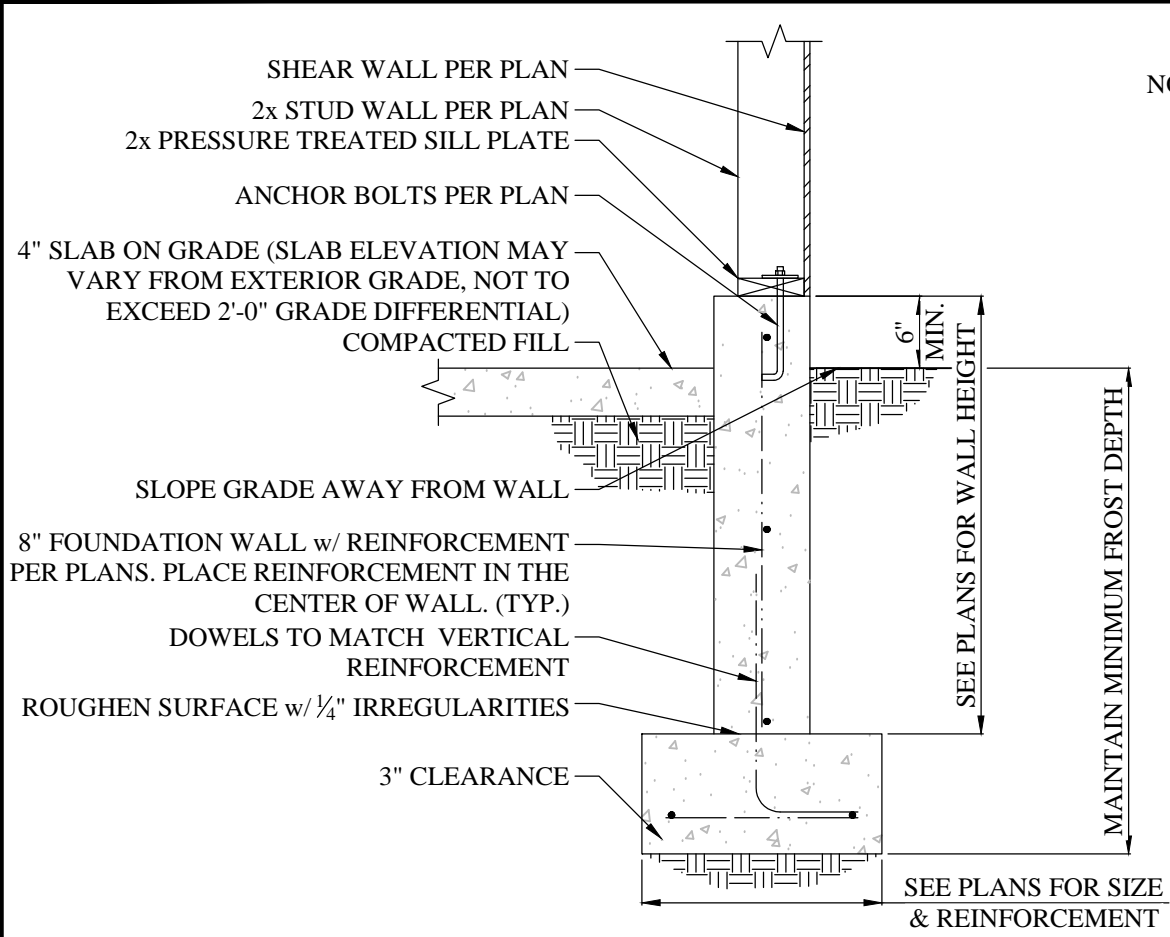 SHEAR WALL PER PLAN
2x STUD WALL PER PLAN
2x PRESSURE TREATED SILL PLATE
ANCHOR BOLTS PER PLAN
4" SLAB ON GRADE (SLAB ELEVATION MAY
VARY FROM EXTERIOR GRADE, NOT TO
EXCEED 2'-0" GRADE DIFFERENTIAL)
COMPACTED FILL
SLOPE GRADE AWAY FROM WALL
8" FOUNDATION WALL w/ REINFORCEMENT
PER PLANS. PLACE REINFORCEMENT IN THE
CENTER OF WALL. (TYP.)
DOWELS TO MATCH VERTICAL
REINFORCEMENT
ROUGHEN SURFACE w/ ¼" IRREGULARITIES
3" CLEARANCE
6"
MIN.
SEE PLANS FOR WALL HEIGHT
MAINTAIN MINIMUM FROST DEPTH
SEE PLANS FOR SIZE
& REINFORCEMENT